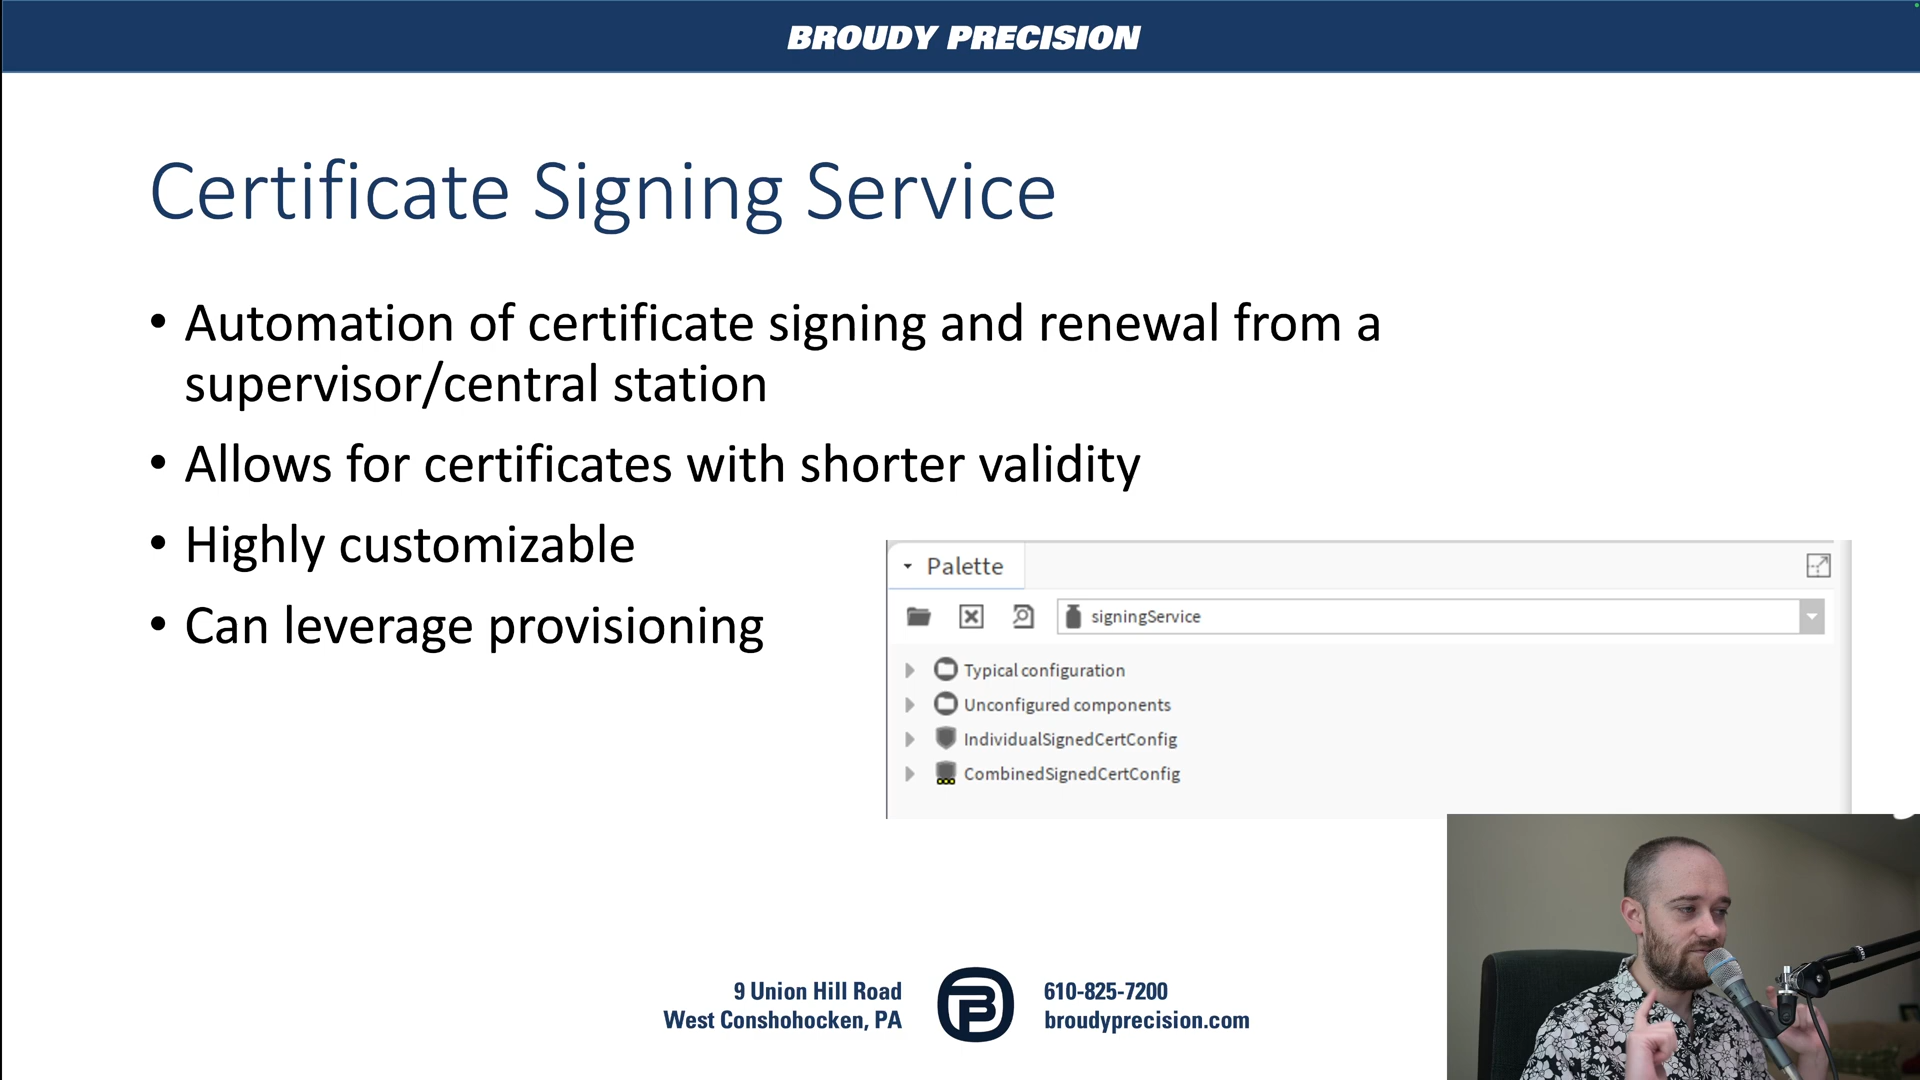 BROUDY PRECISION
Certificate Signing Service
• Automation of certificate signing and renewal from a
supervisor/central station
• Allows for certificates with shorter validity
• Highly customizable
• Can leverage provisioning
Palette
signingService
Typical configuration
Unconfigured components
IndividualSignedCertConfig
CombinedSignedCertConfig
9 Union Hill Road
West Conshohocken, PA
610-825-7200
broudyprecision.com